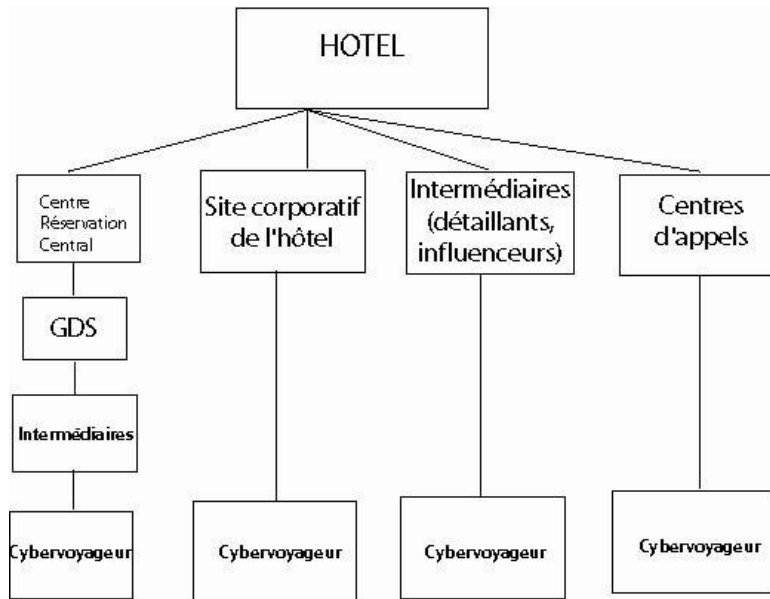 HOTEL
Centre
Réservation
Central
Site corporatif
de l'hôtel
Intermédiaires
(détaillants,
influenceurs)
Centres
d'appels
GDS
Intermédiaires
Cybervoyageur
Cybervoyageur
Cybervoyageur
Cybervoyageur